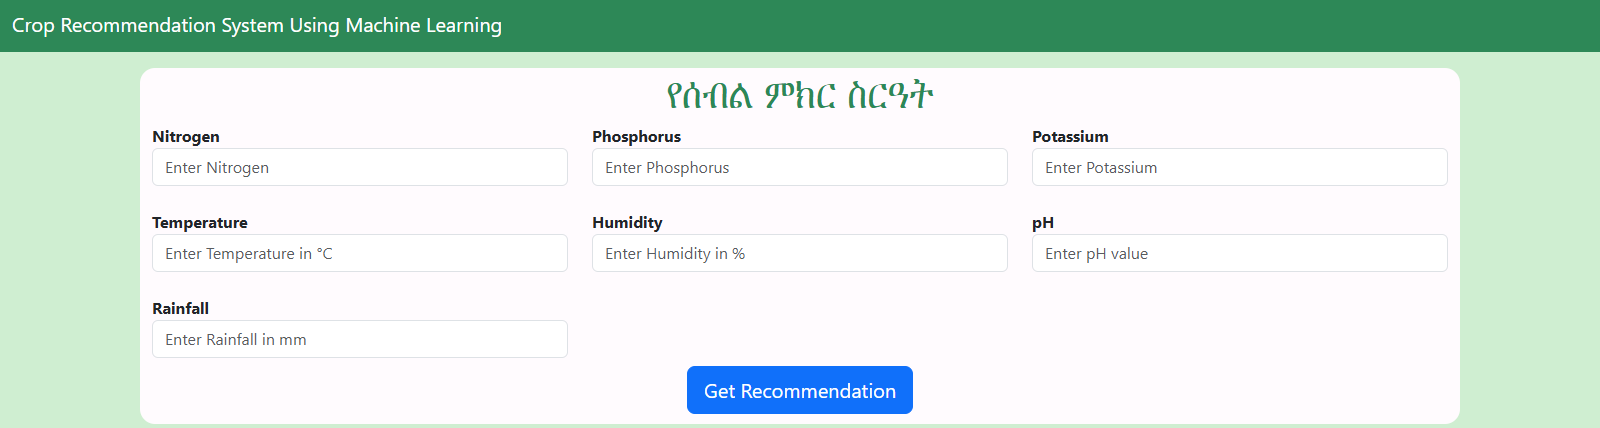 Crop Recommendation System Using Machine Learning
የሰብል ምክር ስርዓት
Nitrogen Phosphorus Potassium
Enter Nitrogen Enter Phosphorus Enter Potassium
Temperature Humidity pH
Enter Temperature in °C Enter Humidity in % Enter pH value
Rainfall
Enter Rainfall in mm
Get Recommendation